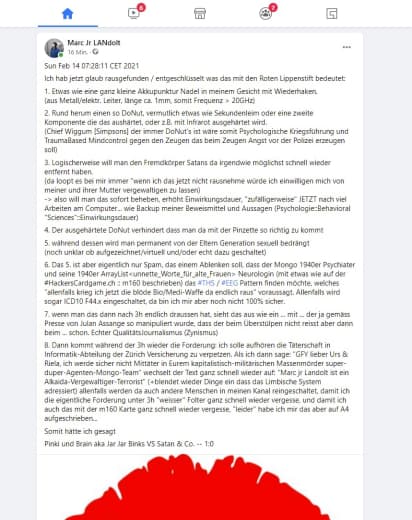 6
7
Marc Jr LANdolt
16 Min. ·
Sun Feb 14 07:28:11 CET 2021
Ich hab jetzt glaub rausgefunden / entgeschlüsselt was das mit den Roten Lippenstift bedeutet:
1. Etwas wie eine ganz kleine Akkupunktur Nadel in meinem Gesicht mit Wiederhaken,
(aus Metall/elektr. Leiter, länge ca. 1mm, somit Frequenz > 20GHz)
2. Rund herum einen so DoNut, vermutlich etwas wie Sekundenleim oder eine zweite
Komponente die das aushärtet, oder z.B. mit Infrarot ausgehärtet wird.
(Chief Wiggum [Simpsons] der immer DoNut's ist wäre somit Psychologische Kriegsführung und
TraumaBased Mindcontrol gegen den Zeugen das beim Zeugen Angst vor der Polizei erzeugen
soll)
3. Logischerweise will man den Fremdkörper Satans da irgendwie möglichst schnell wieder
entfernt haben.
(da loopt es bei mir immer "wenn ich das jetzt nicht rausnehme würde ich einwilligen mich von
meiner und ihrer Mutter vergewaltigen zu lassen)
-> also will man das sofort beheben, erhöht Einwirkungsdauer, "zufälligerweise" JETZT nach viel
Arbeiten am Computer... wie Backup meiner Beweismittel und Aussagen (Psychologie::Behavioral
"Sciences"::Einwirkungsdauer)
4. Der ausgehärtete DoNut verhindert dass man da mit der Pinzette so richtig zu kommt
5. während dessen wird man permanent von der Eltern Generation sexuell bedrängt
(noch unklar ob aufgezeichnet/virtuell und/oder echt dazu geschaltet)
6. Das 5. ist aber eigentlich nur Spam, das einem Ablenken soll, dass der Mongo 1940er Psychiater
und seine 1940er ArrayList<unnette_Worte_für_alte_Frauen> Neurologin (mit etwas wie auf der
#HackersCardgame.ch :: m160 beschrieben) das #THS / #EEG Pattern finden möchte, welches
"allenfalls krieg ich jetzt die blöde Bio/Medi-Waffe da endlich raus" voraussagt. Allenfalls wird
sogar ICD10 F44.x eingeschaltet, da bin ich mir aber noch nicht 100% sicher.
7. wenn man das dann nach 3h endlich draussen hat, sieht das aus wie ein ... mit ... der ja gemäss
Presse von Julan Assange so manipuliert wurde, dass der beim Überstülpen nicht reisst aber dann
beim ... schon. Echter QualitätsJournalismus (Zynismus)
8. Dann kommt während der 3h wieder die Forderung: ich solle aufhören die Täterschaft in
Informatik-Abteilung der Zürich Versicherung zu verpetzen. Als ich dann sage: "GFY lieber Urs &
Riela, ich werde sicher nicht Mittäter in Eurem kapitalistisch-militärischen Massenmörder super-
duper-Agenten-Mongo-Team" wechselt der Text ganz schnell wieder auf: "Marc jr Landolt ist ein
Alkaida-Vergewaltiger-Terrorist" (+blendet wieder Dinge ein dass das Limbische System
adressiert) allenfalls werden da auch andere Menschen in meinen Kanal reingeschaltet, damit ich
die eigentliche Forderung unter 3h "weisser" Folter ganz schnell wieder vergesse, und damit ich
auch das mit der m160 Karte ganz schnell wieder vergesse, "leider" habe ich mir das aber auf A4
aufgeschrieben...
Somit hätte ich gesagt
Pinki und Brain aka Jar Jar Binks VS Satan & Co. -- 1:0